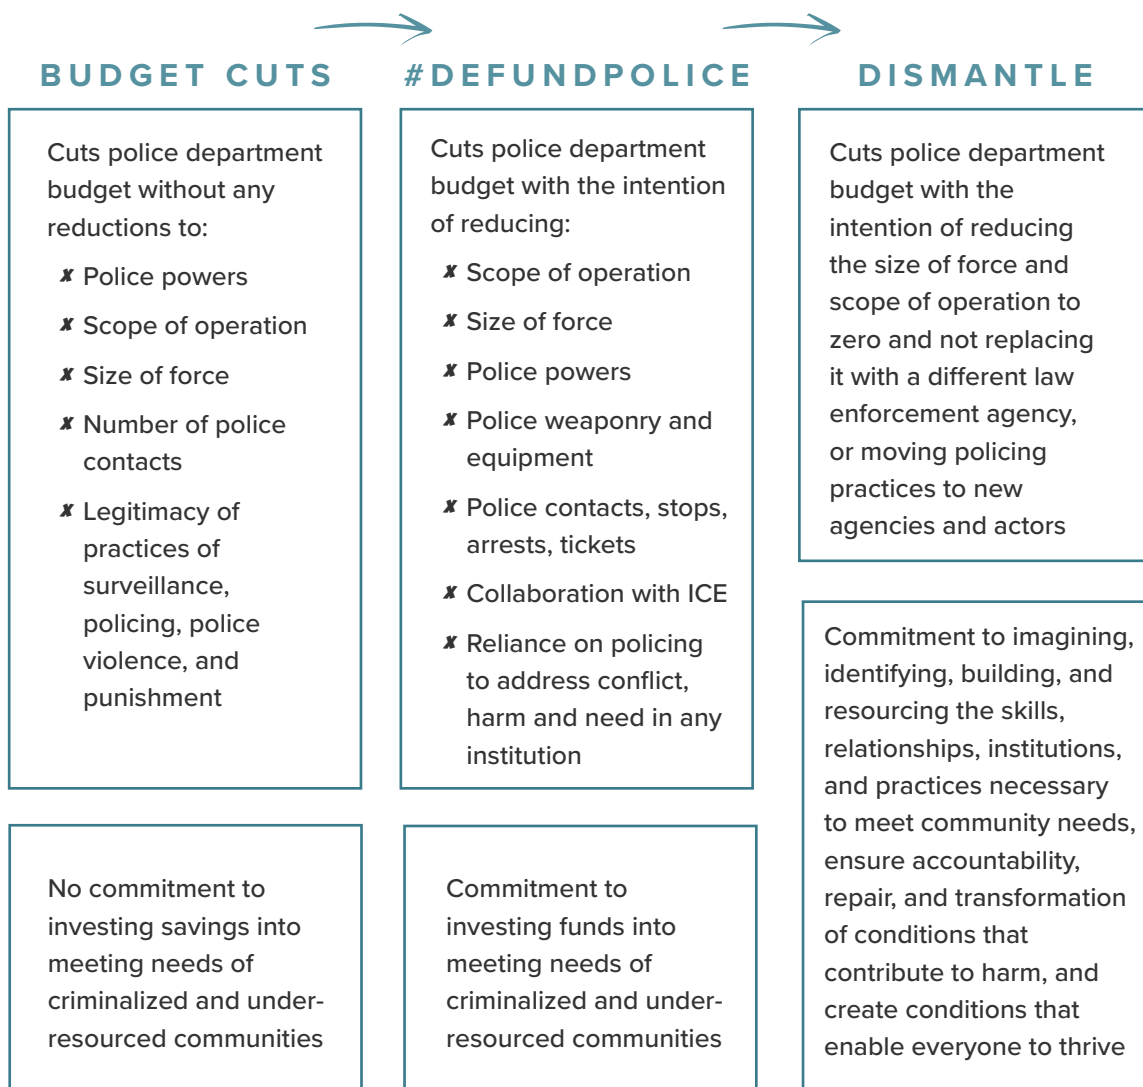 BUDGET CUTS
Cuts police department
budget without any
reductions to:
✘ Police powers
✘ Scope of operation
✘ Size of force
✘ Number of police
contacts
✘ Legitimacy of
practices of
surveillance,
policing, police
violence, and
punishment
No commitment to
investing savings into
meeting needs of
criminalized and under-
resourced communities
#DEFUNDPOLICE
Cuts police department
budget with the intention
of reducing:
✘ Scope of operation
✘ Size of force
✘ Police powers
✘ Police weaponry and
equipment
✘ Police contacts, stops,
arrests, tickets
✘ Collaboration with ICE
✘ Reliance on policing
to address conflict,
harm and need in any
institution
Commitment to
investing funds into
meeting needs of
criminalized and under-
resourced communities
DISMANTLE
Cuts police department
budget with the
intention of reducing
the size of force and
scope of operation to
zero and not replacing
it with a different law
enforcement agency,
or moving policing
practices to new
agencies and actors
Commitment to imagining,
identifying, building, and
resourcing the skills,
relationships, institutions,
and practices necessary
to meet community needs,
ensure accountability,
repair, and transformation
of conditions that
contribute to harm, and
create conditions that
enable everyone to thrive